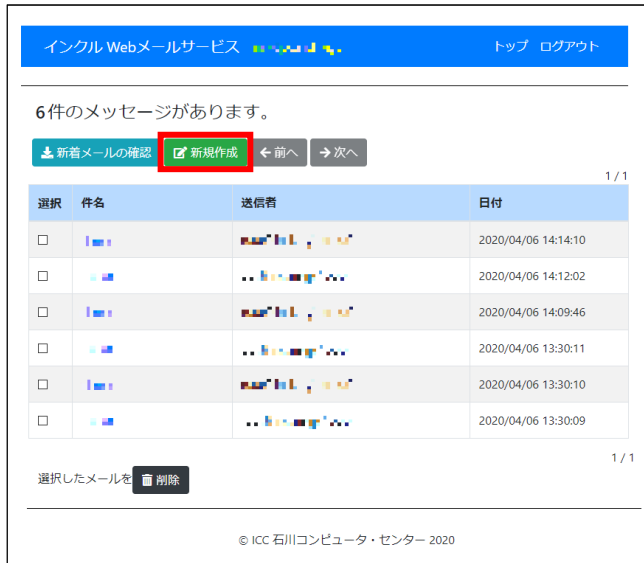 インクル Webメールサービス
トップ ログアウト
6件のメッセージがあります。
新着メールの確認 新規作成 前へ 次へ
1 / 1
選択 件名 送信者 日付
2020/04/06 14:14:10
2020/04/06 14:12:02
2020/04/06 14:09:46
2020/04/06 13:30:11
2020/04/06 13:30:10
2020/04/06 13:30:09
1 / 1
選択したメールを 削除
© ICC 石川コンピュータ・センター 2020